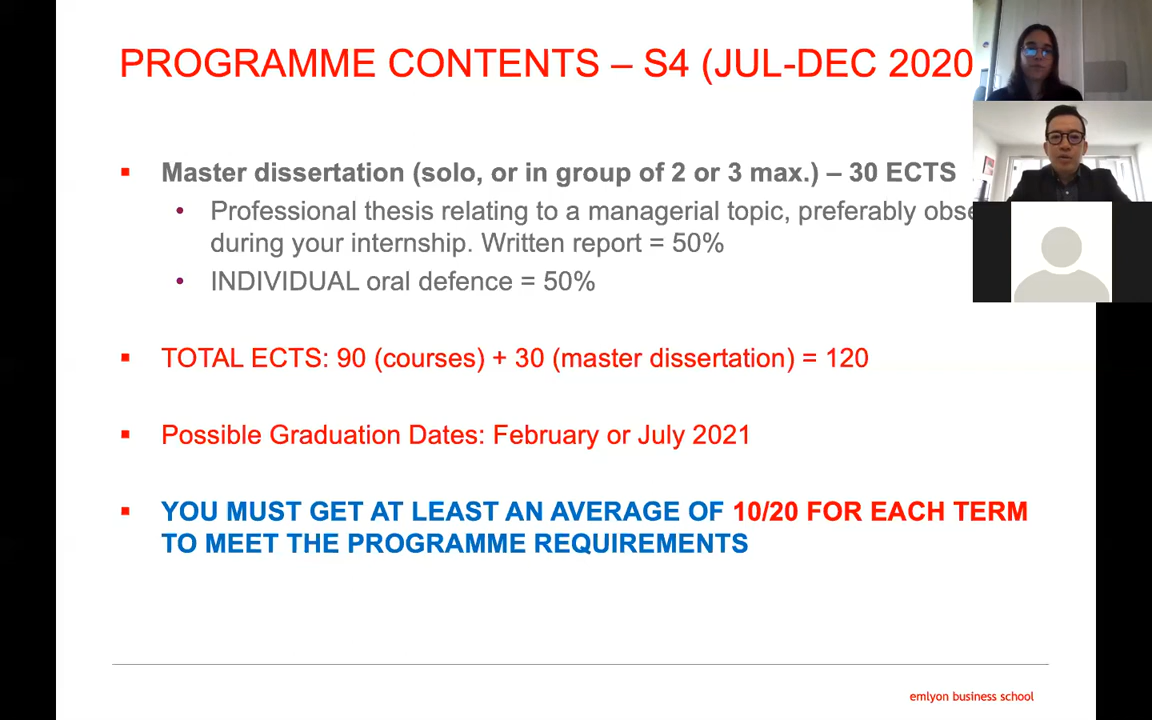 PROGRAMME CONTENTS – S4 (JUL-DEC 2020
▪ Master dissertation (solo, or in group of 2 or 3 max.) – 30 ECTS
• Professional thesis relating to a managerial topic, preferably
during your internship. Written report = 50%
• INDIVIDUAL oral defence = 50%
▪ TOTAL ECTS: 90 (courses) + 30 (master dissertation) = 120
▪ Possible Graduation Dates: February or July 2021
▪ YOU MUST GET AT LEAST AN AVERAGE OF 10/20 FOR EACH TERM
TO MEET THE PROGRAMME REQUIREMENTS
emlyon business school